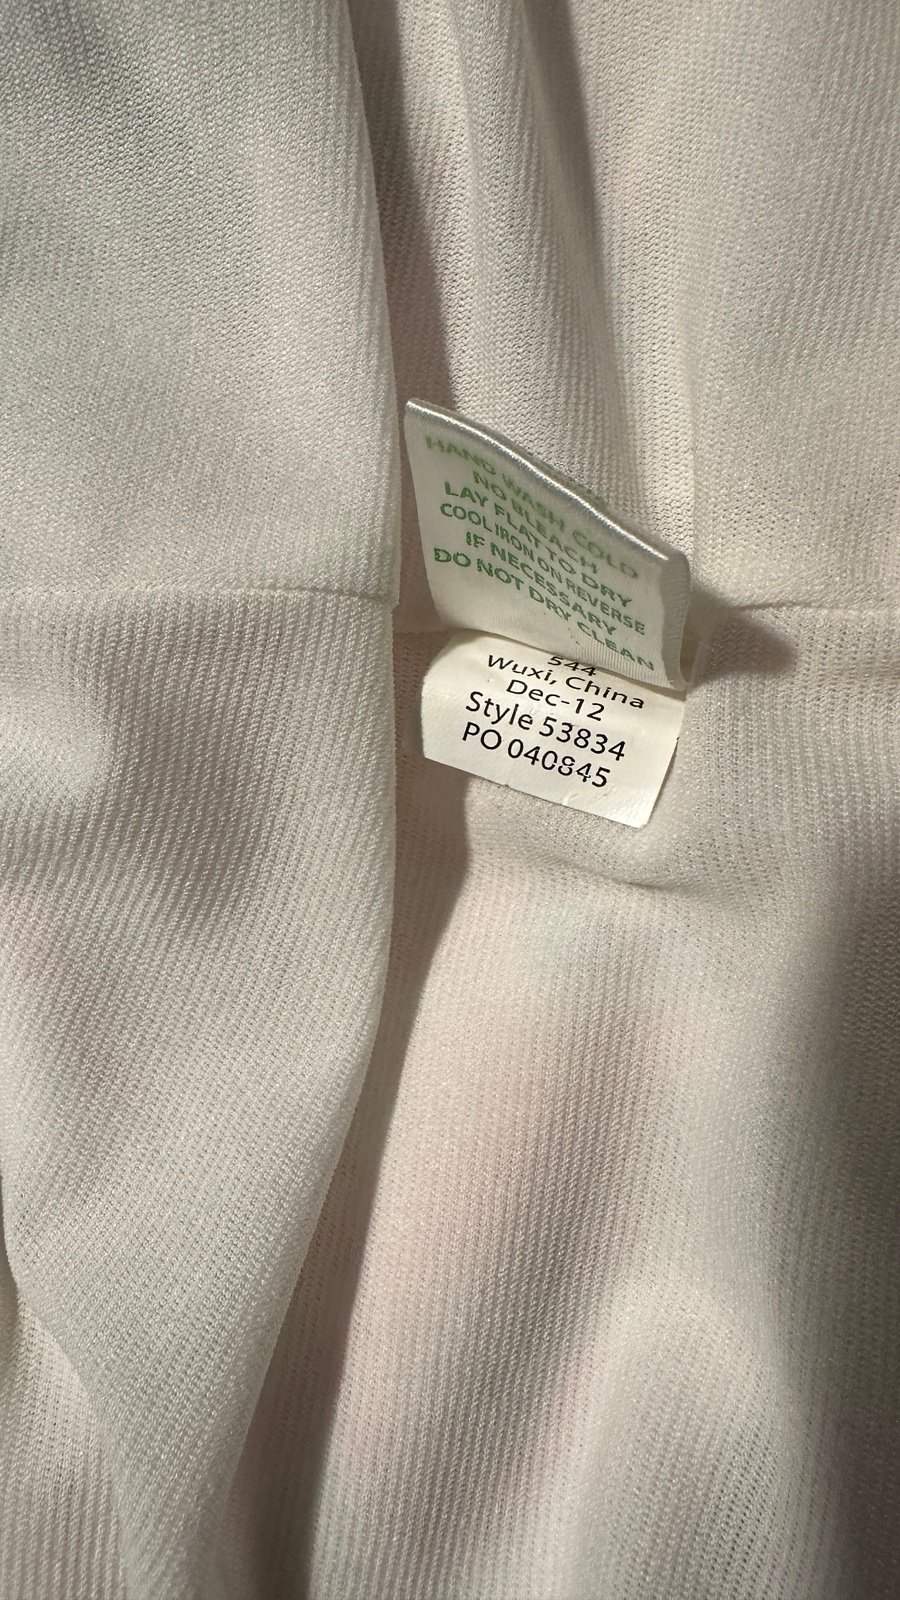 HAND WASH COLD
NO BLEACH
LAY FLAT TO DRY
COOL IRON ON REVERSE
IF NECESSARY
DO NOT DRY CLEAN
544
Wuxi, China
Dec-12
Style 53834
PO 040845